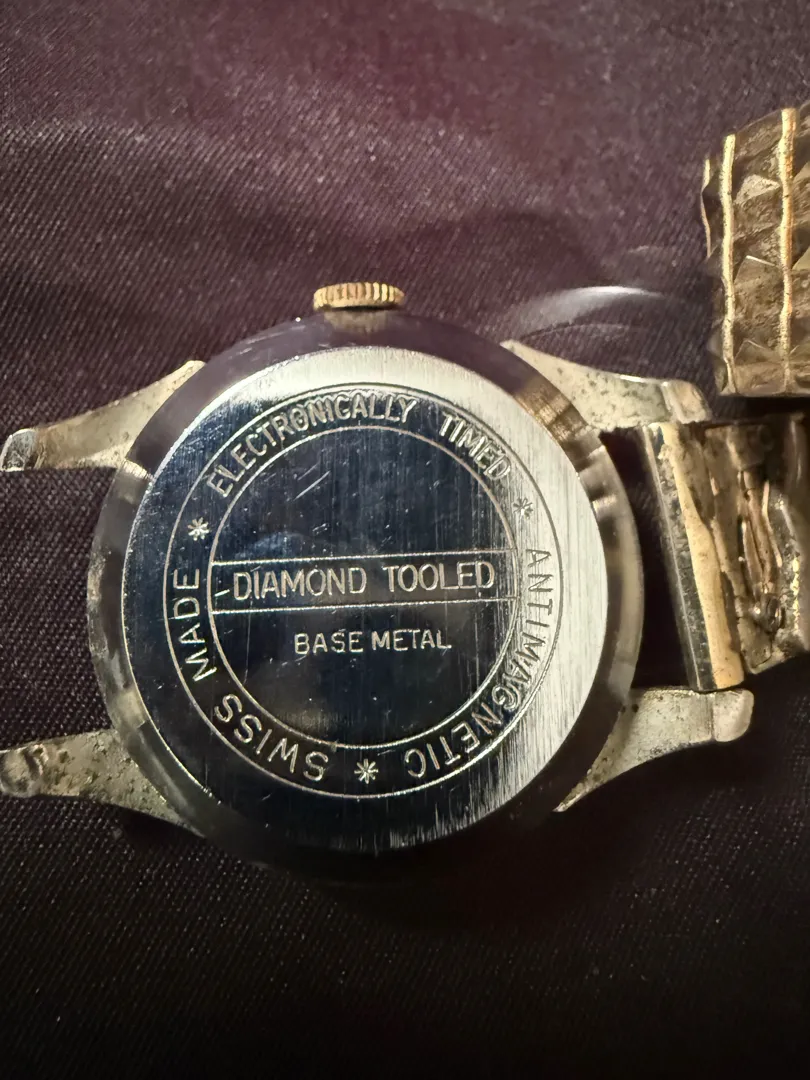 * ELECTRONICALLY TIMED * ANTIMAGNETIC * SWISS MADE
DIAMOND TOOLED
BASE METAL